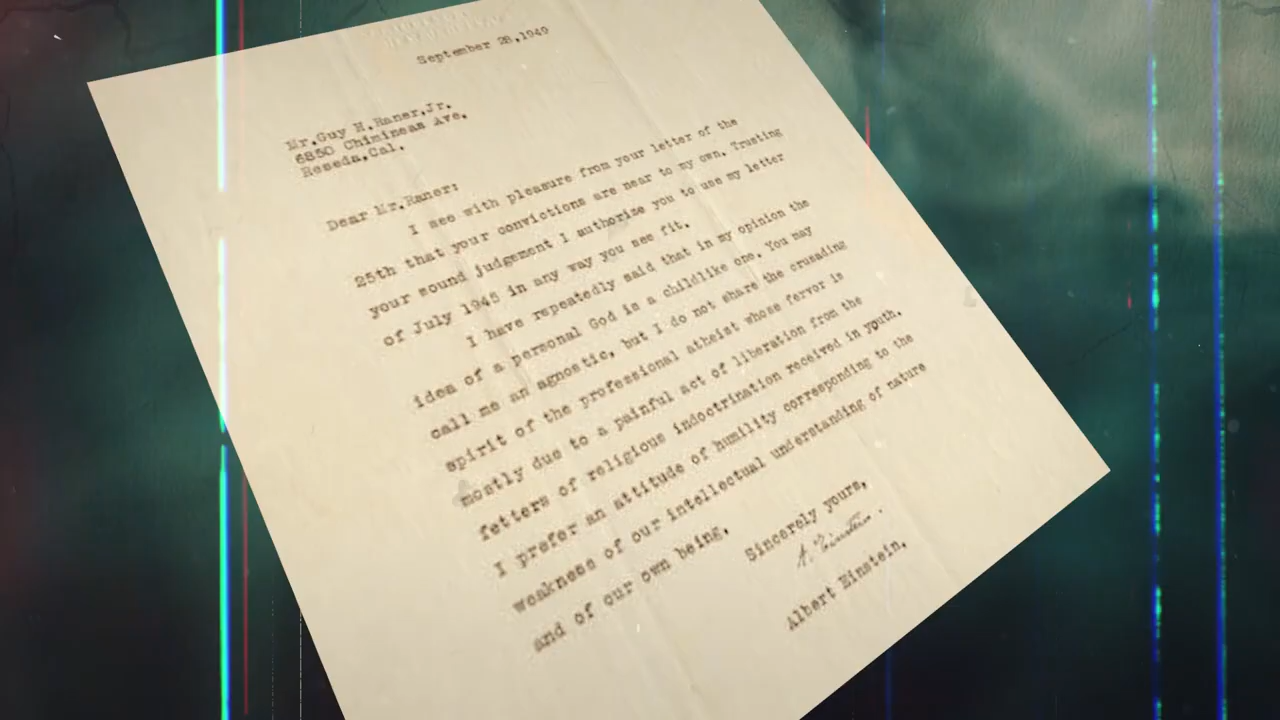 September 28,1949
Mr.Guy H.Raner,Jr.
6850 Chimineas Ave.
Reseda,Cal.
Dear Mr.Raner:
I see with pleasure from your letter of the
25th that your convictions are near to my own. Trusting
your sound judgement I authorize you to use my letter
of July 1945 in any way you see fit.
I have repeatedly said that in my opinion the
idea of a personal God is a childlike one. You may
call me an agnostic, but I do not share the crusading
spirit of the professional atheist whose fervor is
mostly due to a painful act of liberation from the
fetters of religious indoctrination received in youth.
I prefer an attitude of humility corresponding to the
weakness of our intellectual understanding of nature
and of our own being.
Sincerely yours,
A. Einstein.
Albert Einstein.